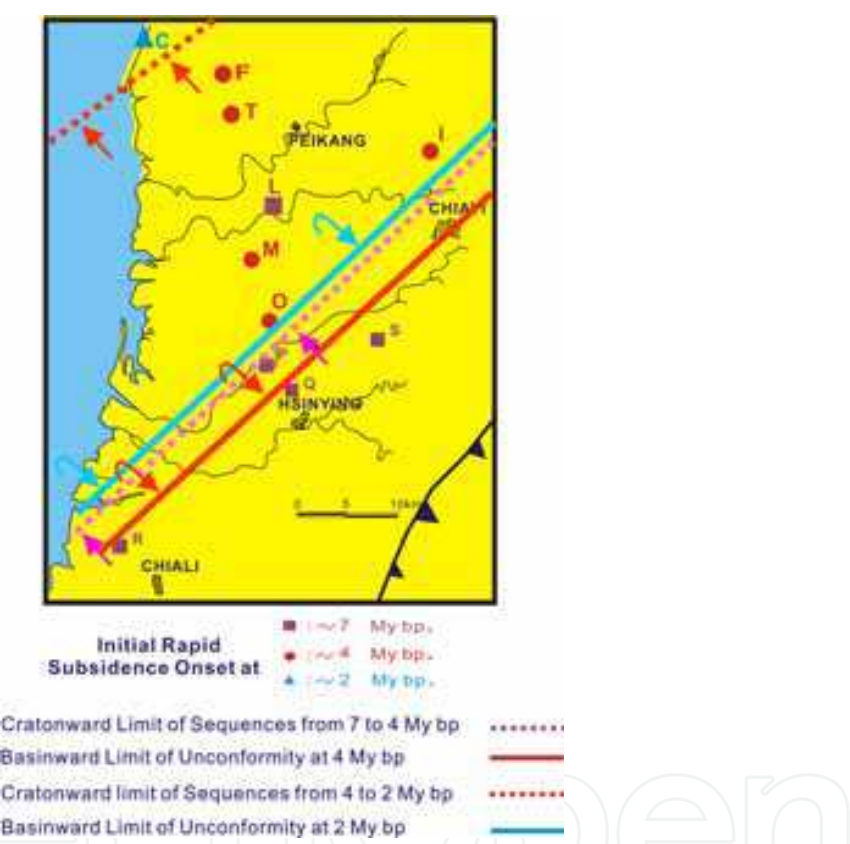 C
F
T
PEIKANG
I
L
CHIAYI
M
O
S
Q
HSINYING
0 5 10km
R
CHIALI
Initial Rapid
Subsidence Onset at
■ : ~ 7 My bp.
● : ~ 4 My bp.
▲ : ~ 2 My bp.
Cratonward Limit of Sequences from 7 to 4 My bp
Basinward Limit of Unconformity at 4 My bp
Cratonward limit of Sequences from 4 to 2 My bp
Basinward Limit of Unconformity at 2 My bp
open